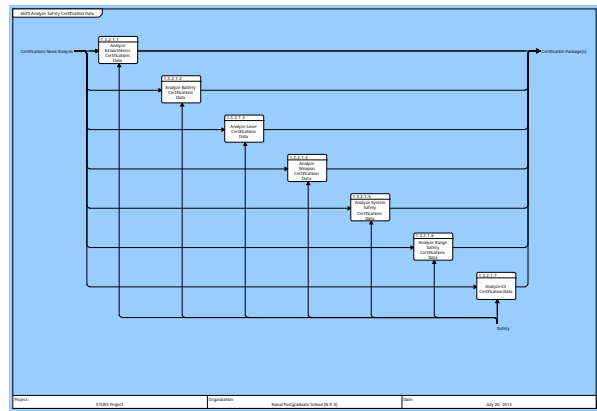 idef0 Analyze Safety Certification Data
Certifications Need Analysis
1.3.2.1.1
Analyze
Airworthiness
Certifications
Data
Certification Package(s)
1.3.2.1.2
Analyze Battery
Certifications
Data
1.3.2.1.3
Analyze Laser
Certifications
Data
1.3.2.1.4
Analyze
Weapon
Certifications
Data
1.3.2.1.5
Analyze System
Safety
Certifications
Data
1.3.2.1.6
Analyze Range
Safety
Certifications
Data
1.3.2.1.7
Analyze E3
Certification Data
Safety
Project:
Organization:
Date:
Naval Postgraduate School (N.P.S)
July 20, 2013